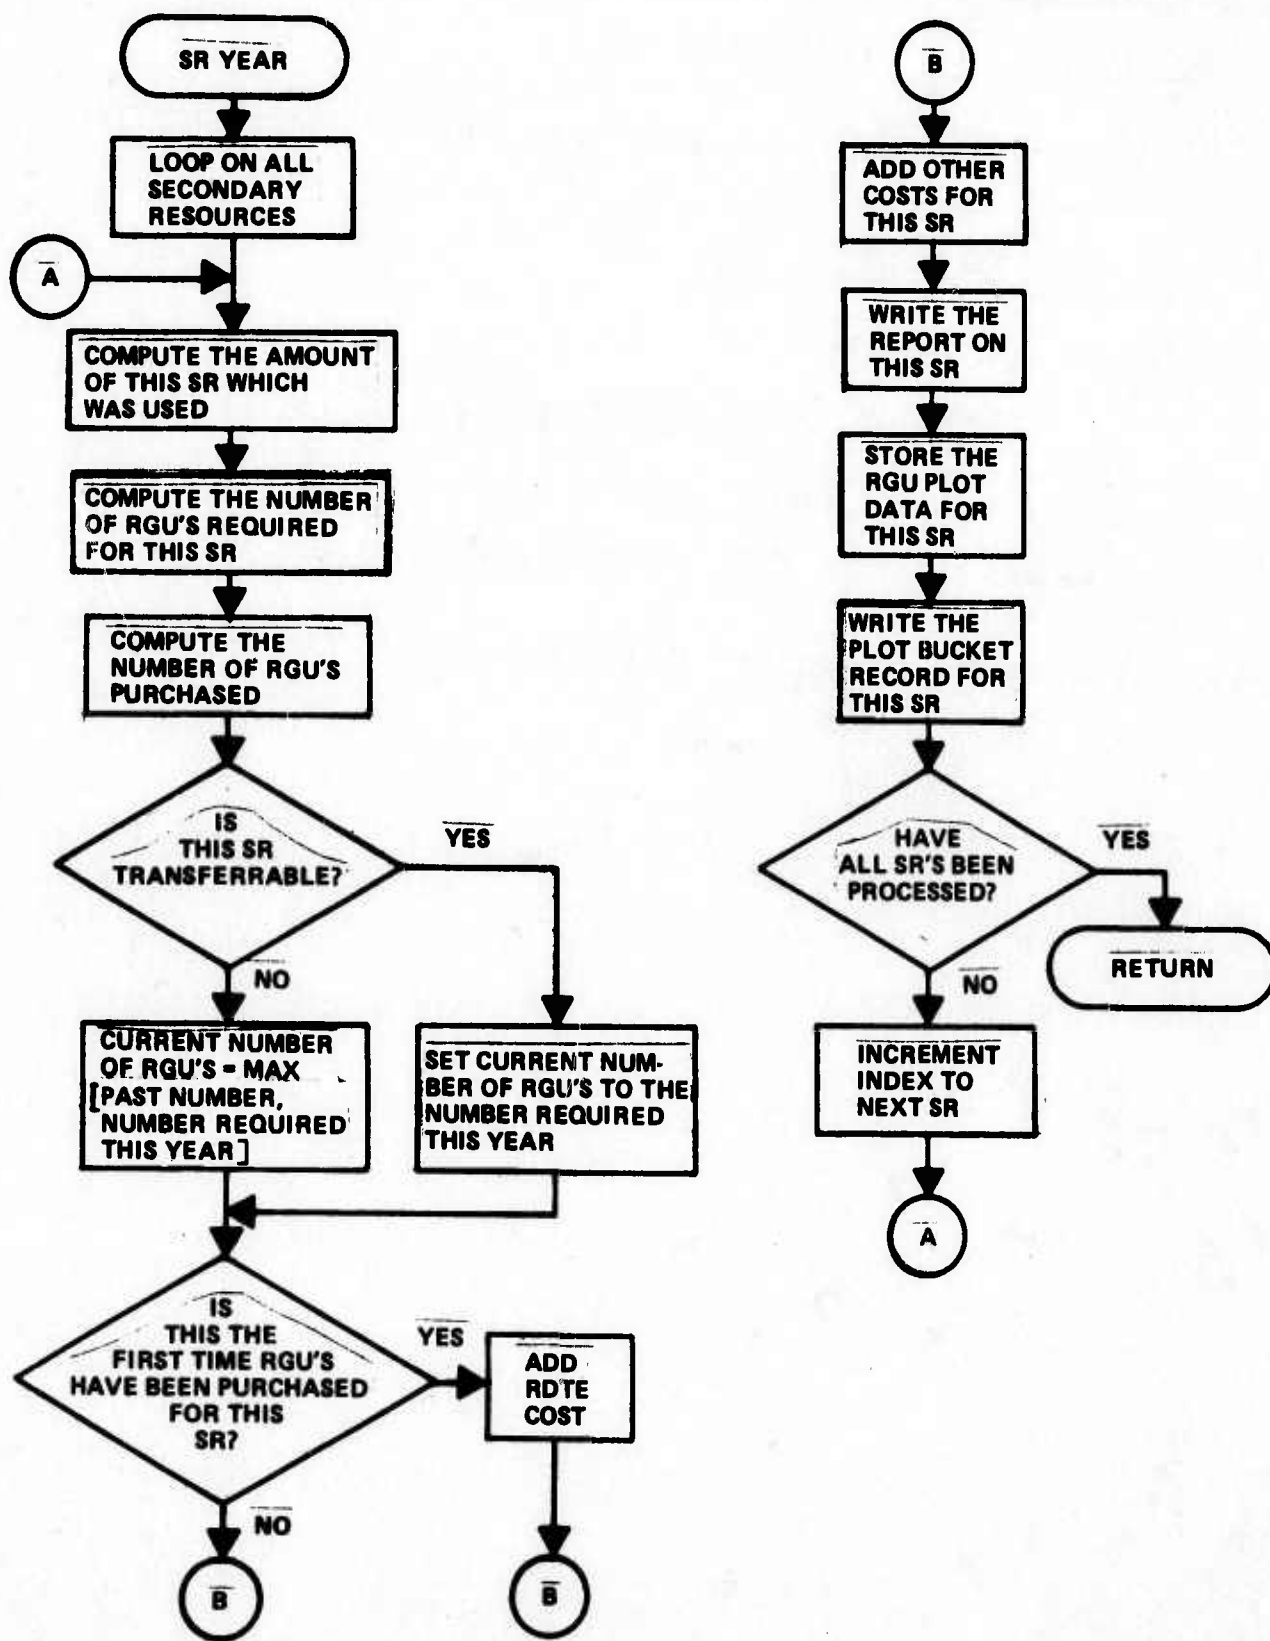 SR YEAR
LOOP ON ALL
SECONDARY
RESOURCES
A
COMPUTE THE AMOUNT
OF THIS SR WHICH
WAS USED
COMPUTE THE NUMBER
OF RGU'S REQUIRED
FOR THIS SR
COMPUTE THE
NUMBER OF RGU'S
PURCHASED
IS
THIS SR
TRANSFERRABLE?
YES
NO
CURRENT NUMBER
OF RGU'S = MAX
[PAST NUMBER,
NUMBER REQUIRED
THIS YEAR]
SET CURRENT NUM-
BER OF RGU'S TO THE
NUMBER REQUIRED
THIS YEAR
IS
THIS THE
FIRST TIME RGU'S
HAVE BEEN PURCHASED
FOR THIS
SR?
YES
ADD
RDTE
COST
NO
B
B
B
ADD OTHER
COSTS FOR
THIS SR
WRITE THE
REPORT ON
THIS SR
STORE THE
RGU PLOT
DATA FOR
THIS SR
WRITE THE
PLOT BUCKET
RECORD FOR
THIS SR
HAVE
ALL SR'S BEEN
PROCESSED?
YES
RETURN
NO
INCREMENT
INDEX TO
NEXT SR
A